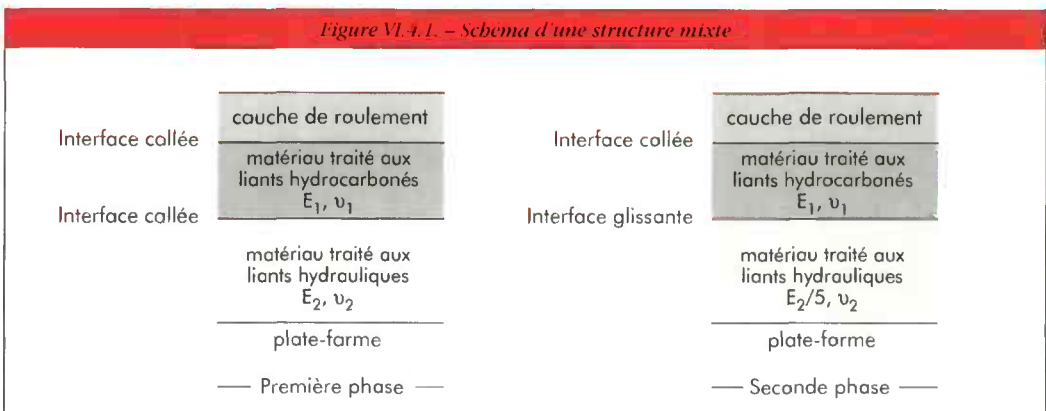 Figure VI.4.1. – Schéma d'une structure mixte
Interface collée
couche de roulement
matériau traité aux
liants hydrocarbonés
E₁, υ₁
Interface collée
matériau traité aux
liants hydrauliques
E₂, υ₂
plate-forme
— Première phase —
Interface collée
couche de roulement
matériau traité aux
liants hydrocarbonés
E₁, υ₁
Interface glissante
matériau traité aux
liants hydrauliques
E₂/5, υ₂
plate-forme
— Seconde phase —